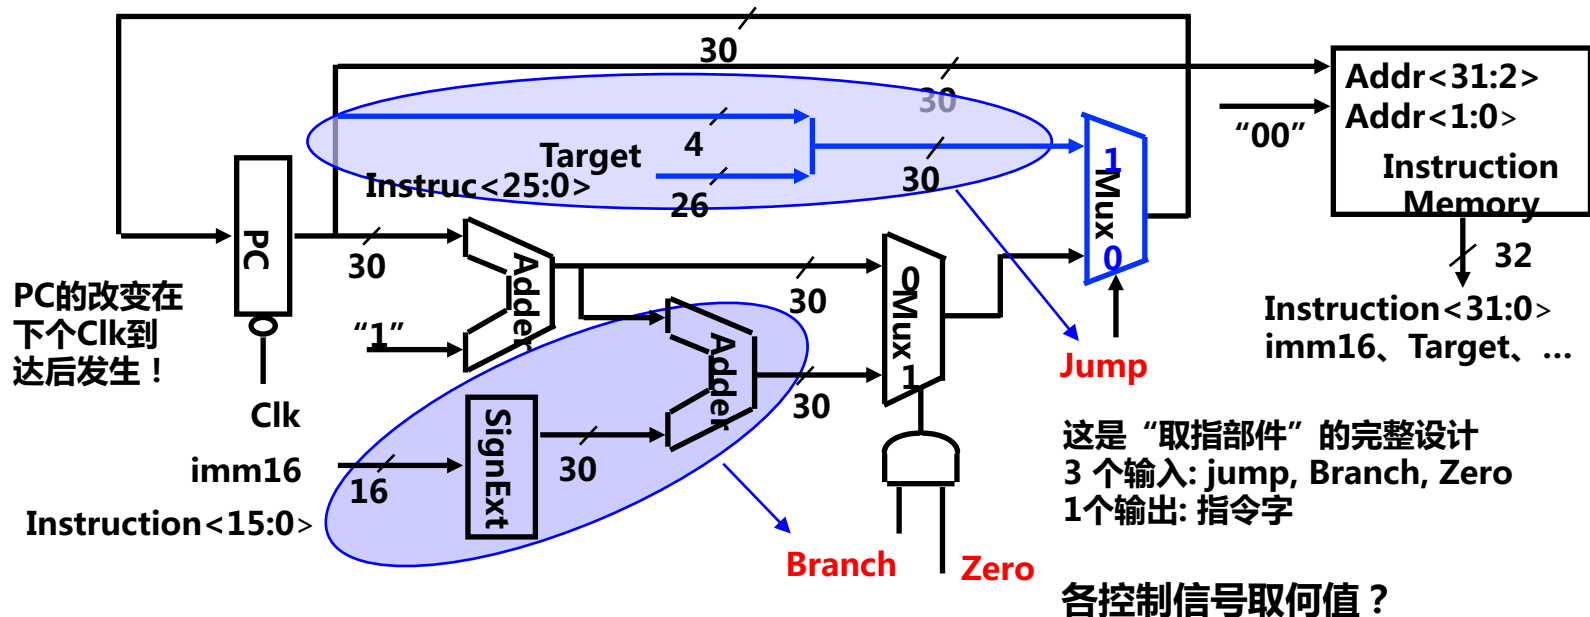 30
30
Addr<31:2>
Addr<1:0>
“00”
Instruction
Memory
32
Instruction<31:0>
imm16、Target、…
4
Target
Instruc<25:0>
26
30
1
Mux
0
Jump
PC
30
PC的改变在
下个Clk到
达后发生！
Clk
“1”
Adder
30
0
Mux
1
Adder
30
imm16
16
Instruction<15:0>
SignExt
30
Branch
Zero
这是“取指部件”的完整设计
3 个输入: jump, Branch, Zero
1个输出: 指令字
各控制信号取何值？